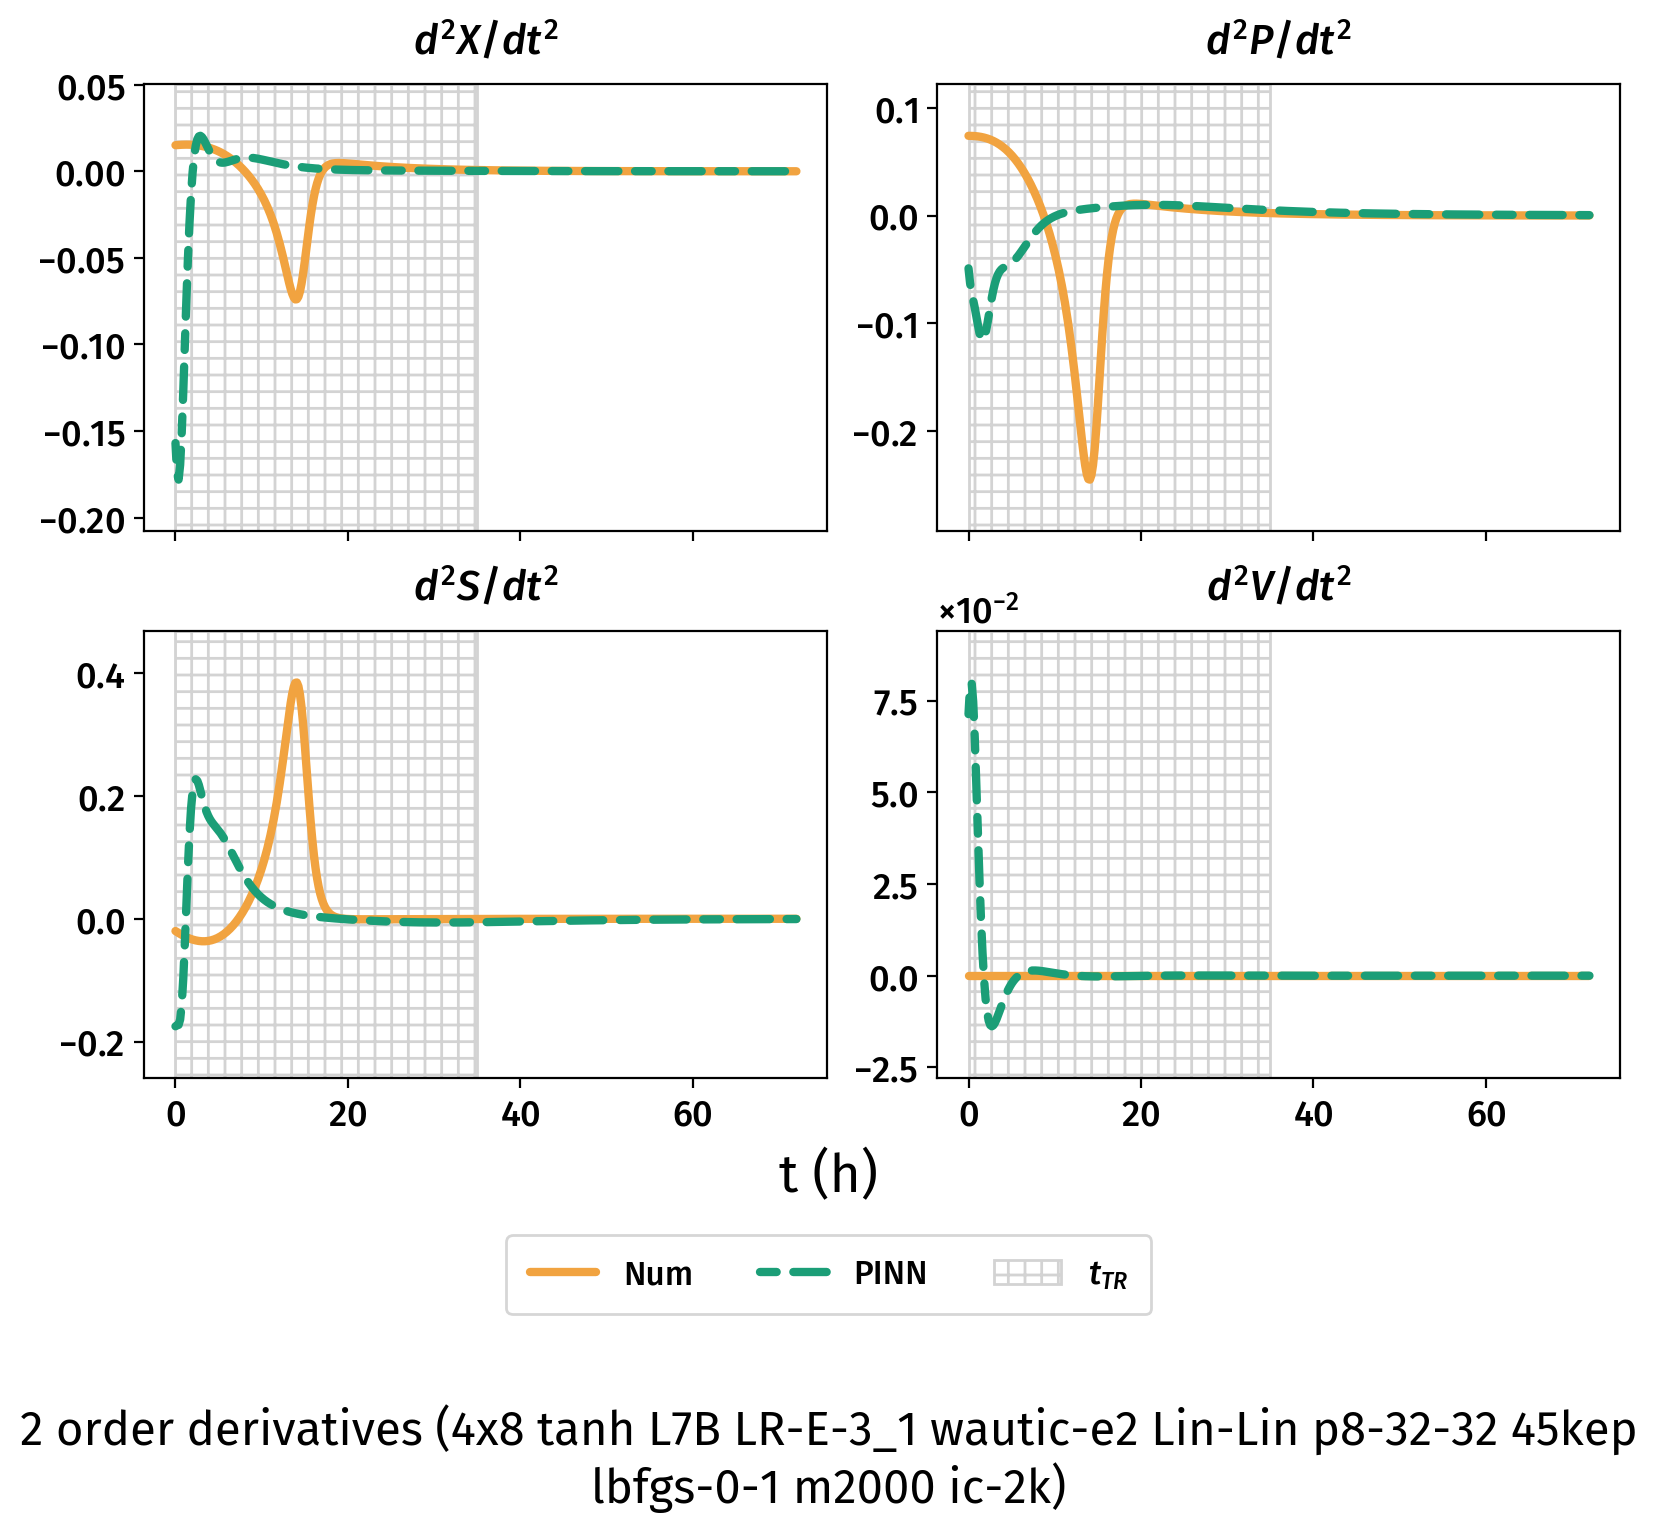 d²X/dt²
d²P/dt²
0.05
0.00
−0.05
−0.10
−0.15
−0.20
0.1
0.0
−0.1
−0.2
d²S/dt²
d²V/dt²
×10⁻²
0.4
0.2
0.0
−0.2
7.5
5.0
2.5
0.0
−2.5
0 20 40 60
0 20 40 60
t (h)
Num PINN t_TR
2 order derivatives (4x8 tanh L7B LR-E-3_1 wautic-e2 Lin-Lin p8-32-32 45kep
lbfgs-0-1 m2000 ic-2k)